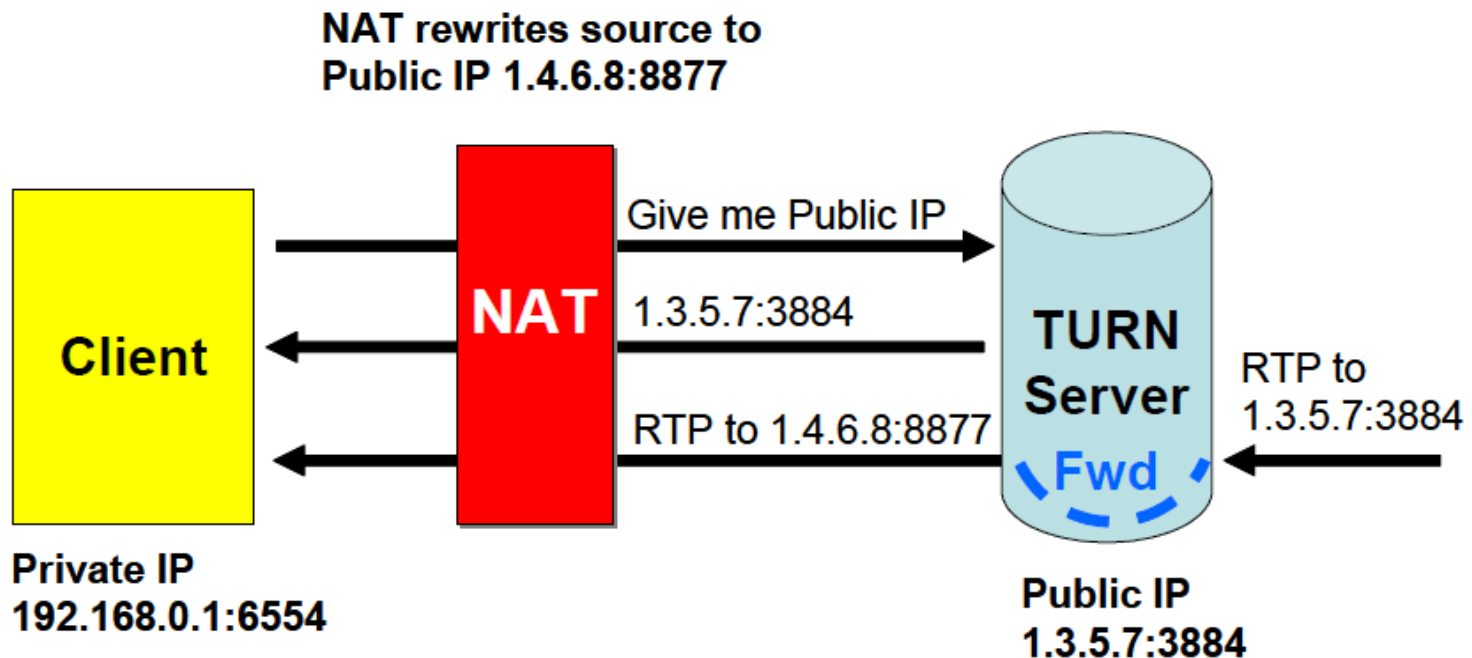 NAT rewrites source to
Public IP 1.4.6.8:8877
Give me Public IP
NAT
1.3.5.7:3884
Client
TURN
Server
RTP to
1.3.5.7:3884
RTP to 1.4.6.8:8877
Fwd
Private IP
192.168.0.1:6554
Public IP
1.3.5.7:3884